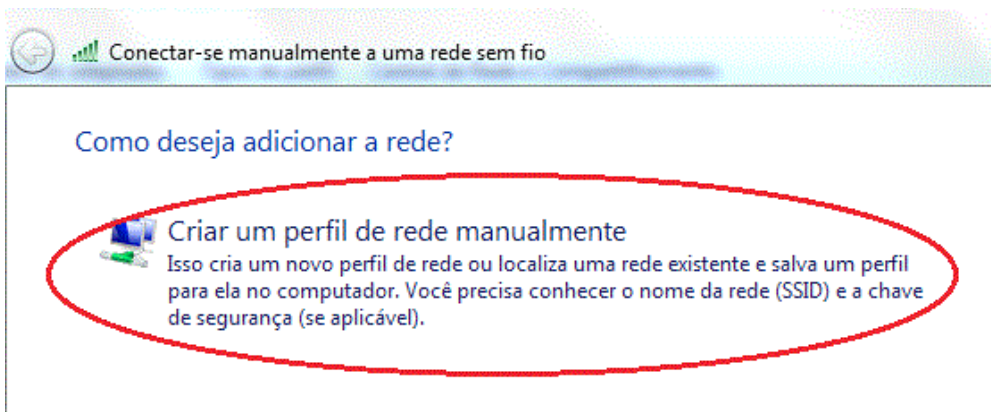 Conectar-se manualmente a uma rede sem fio
Como deseja adicionar a rede?
Criar um perfil de rede manualmente
Isso cria um novo perfil de rede ou localiza uma rede existente e salva um perfil
para ela no computador. Você precisa conhecer o nome da rede (SSID) e a chave
de segurança (se aplicável).